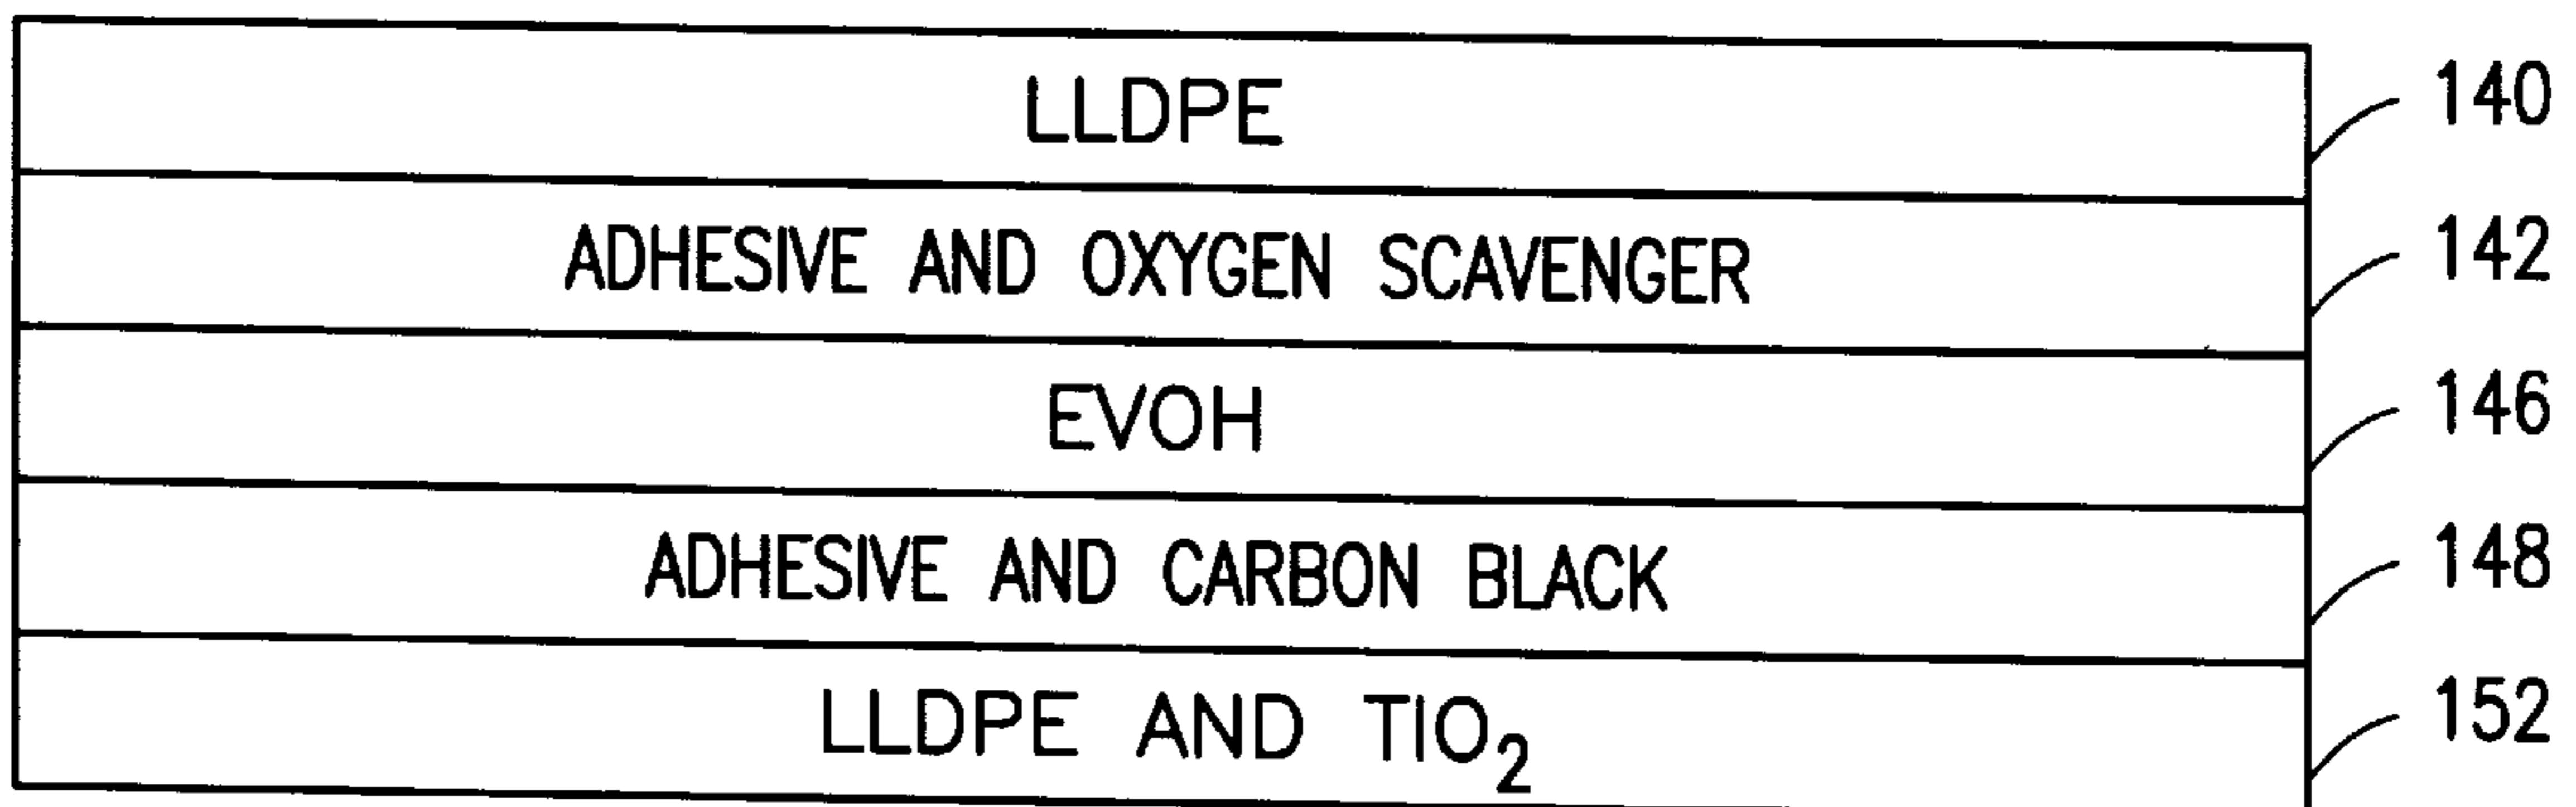 LLDPE 140
ADHESIVE AND OXYGEN SCAVENGER 142
EVOH 146
ADHESIVE AND CARBON BLACK 148
LLDPE AND TIO₂ 152